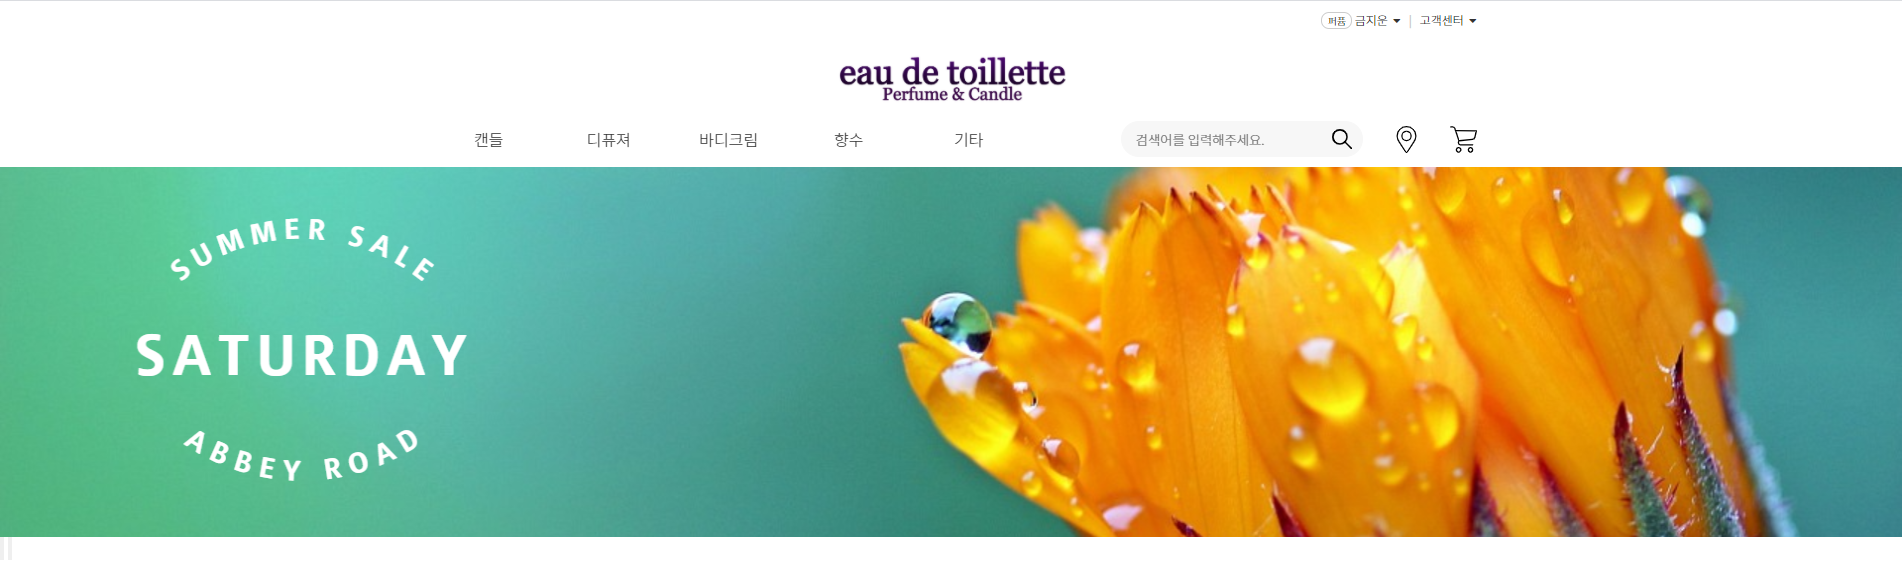 퍼퓸 금지운 | 고객센터
eau de toillette
Perfume & Candle
캔들 디퓨져 바디크림 향수 기타 검색어를 입력해주세요.
SUMMER SALE
SATURDAY
ABBEY ROAD